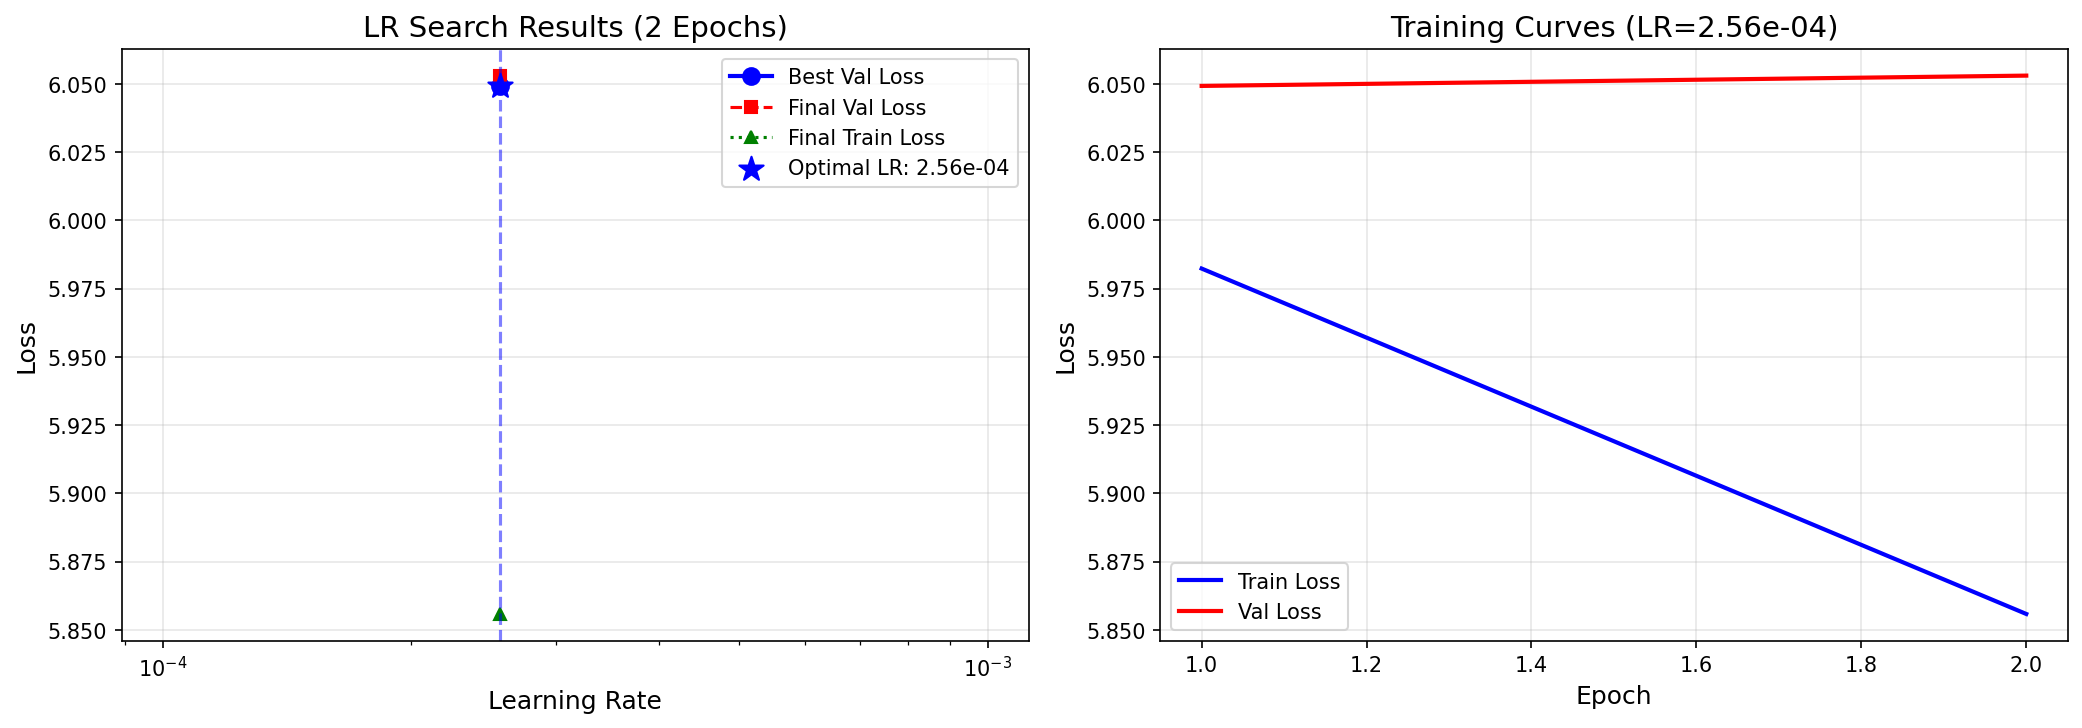 LR Search Results (2 Epochs)
6.050
6.025
6.000
5.975
5.950
5.925
5.900
5.875
5.850
Loss
10⁻⁴
10⁻³
Learning Rate
Best Val Loss
Final Val Loss
Final Train Loss
Optimal LR: 2.56e-04
Training Curves (LR=2.56e-04)
6.050
6.025
6.000
5.975
5.950
5.925
5.900
5.875
5.850
Loss
1.0
1.2
1.4
1.6
1.8
2.0
Epoch
Train Loss
Val Loss